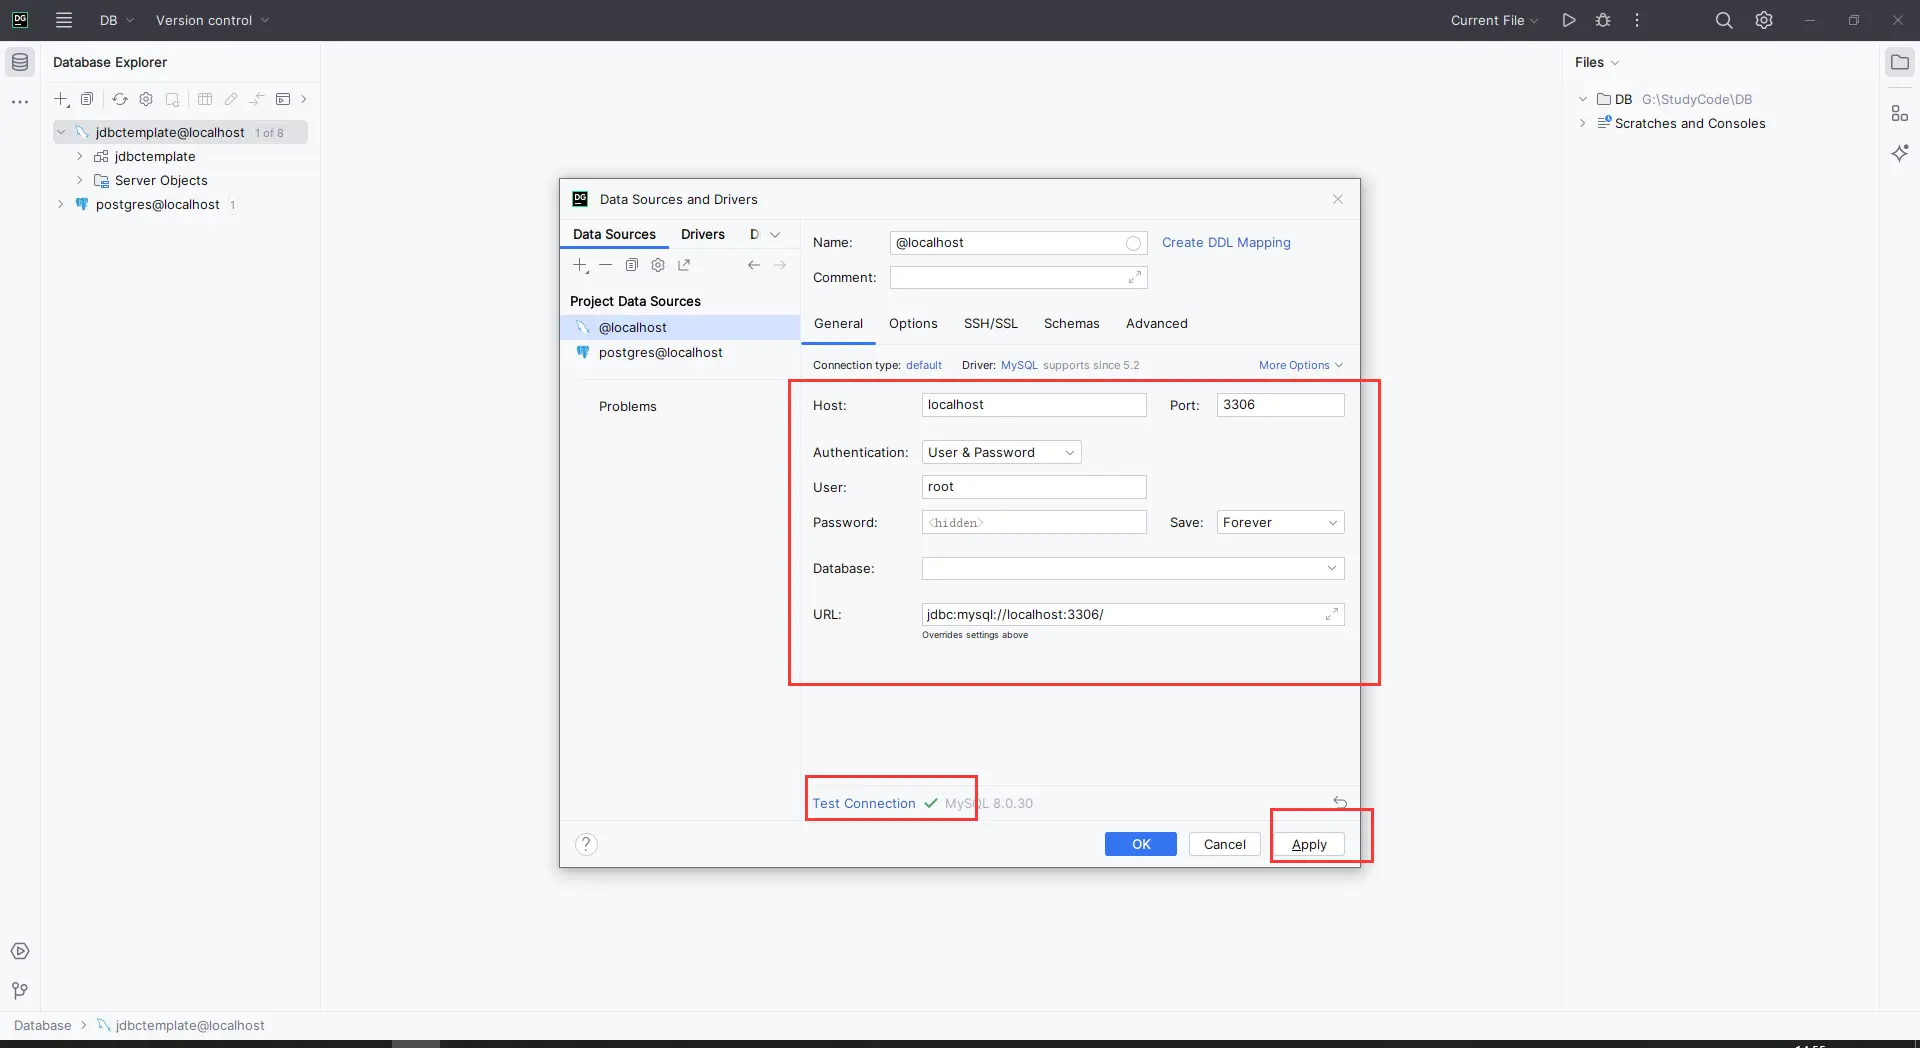 DG DB Version control Current File
Database Explorer
jdbctemplate@localhost 1 of 8
jdbctemplate
Server Objects
postgres@localhost 1
Files
DB G:\StudyCode\DB
Scratches and Consoles
DG Data Sources and Drivers
Data Sources Drivers D
Project Data Sources
@localhost
postgres@localhost
Problems
Name: @localhost Create DDL Mapping
Comment:
General Options SSH/SSL Schemas Advanced
Connection type: default Driver: MySQL supports since 5.2 More Options
Host: localhost Port: 3306
Authentication: User & Password
User: root
Password: <hidden> Save: Forever
Database:
URL: jdbc:mysql://localhost:3306/
Overrides settings above
Test Connection MySQL 8.0.30
? OK Cancel Apply
Database > jdbctemplate@localhost